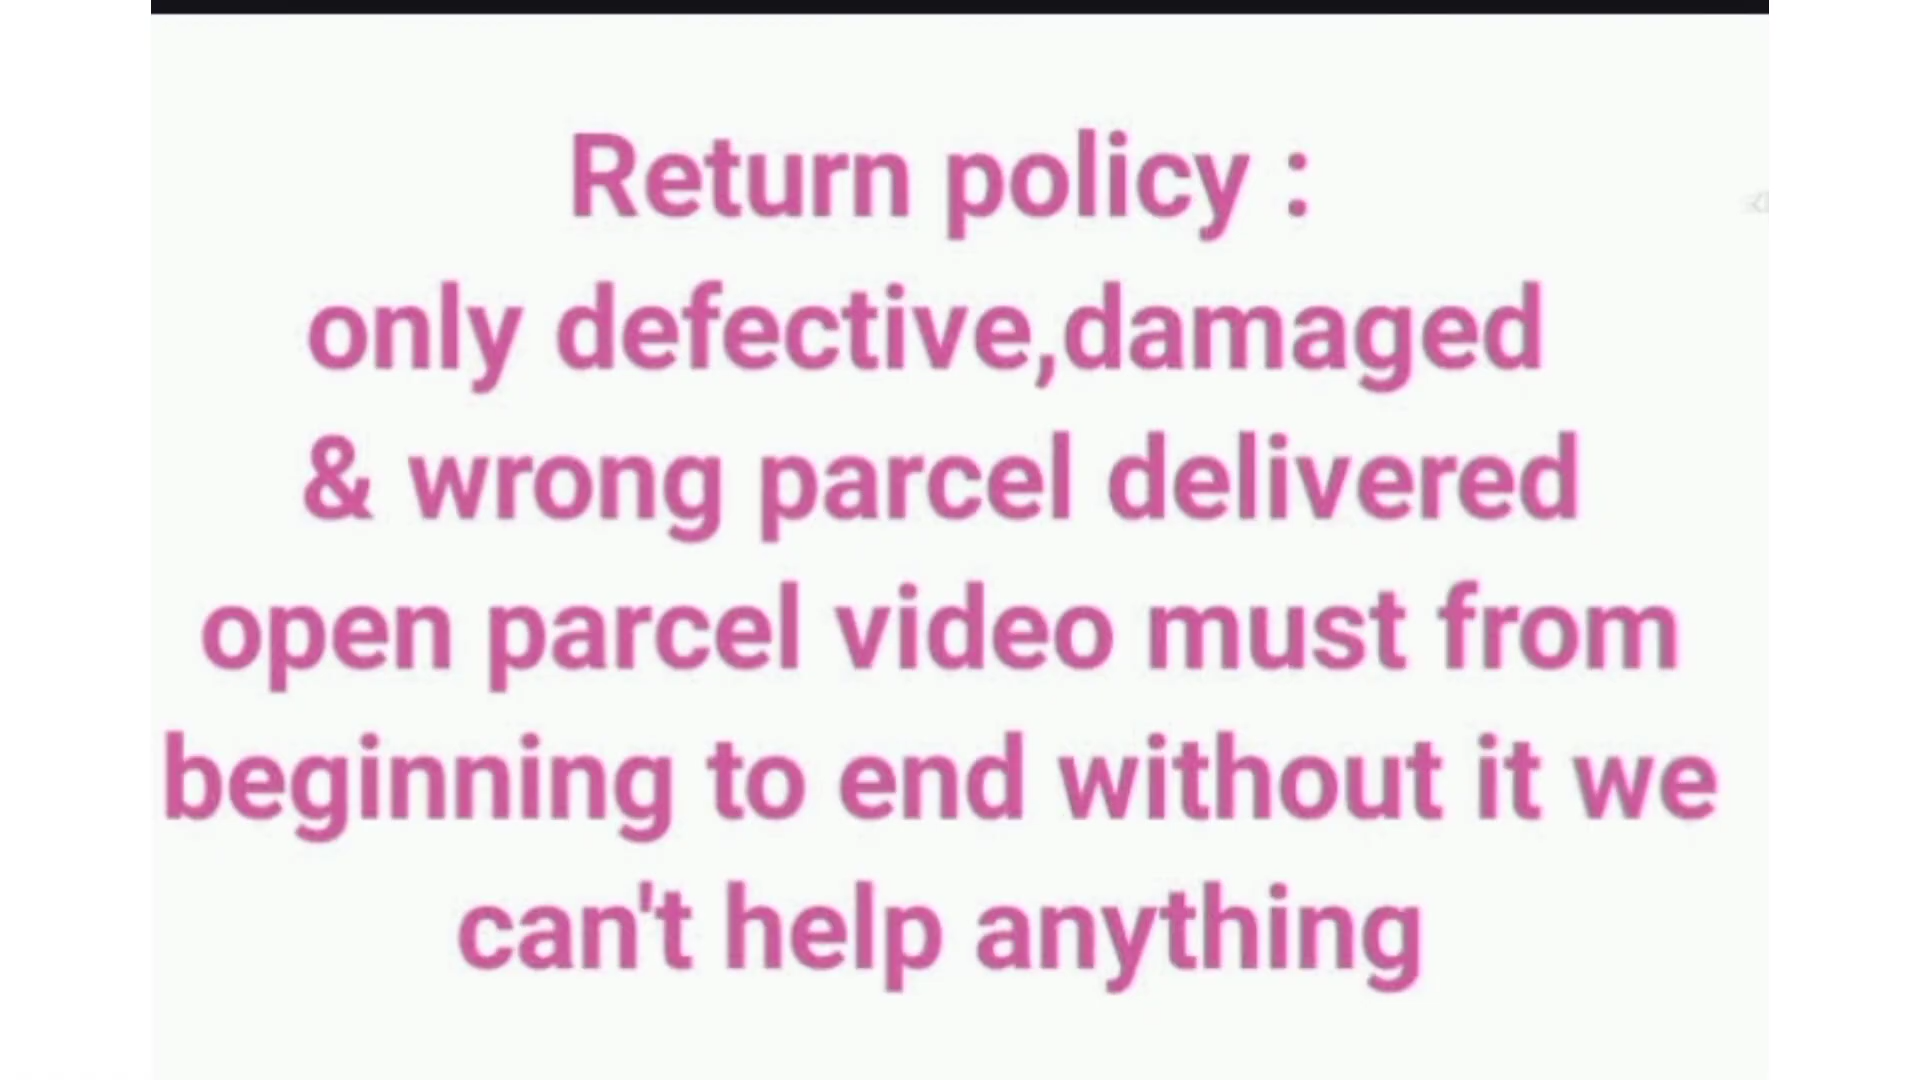 Return policy :
only defective,damaged
& wrong parcel delivered
open parcel video must from
beginning to end without it we
can't help anything